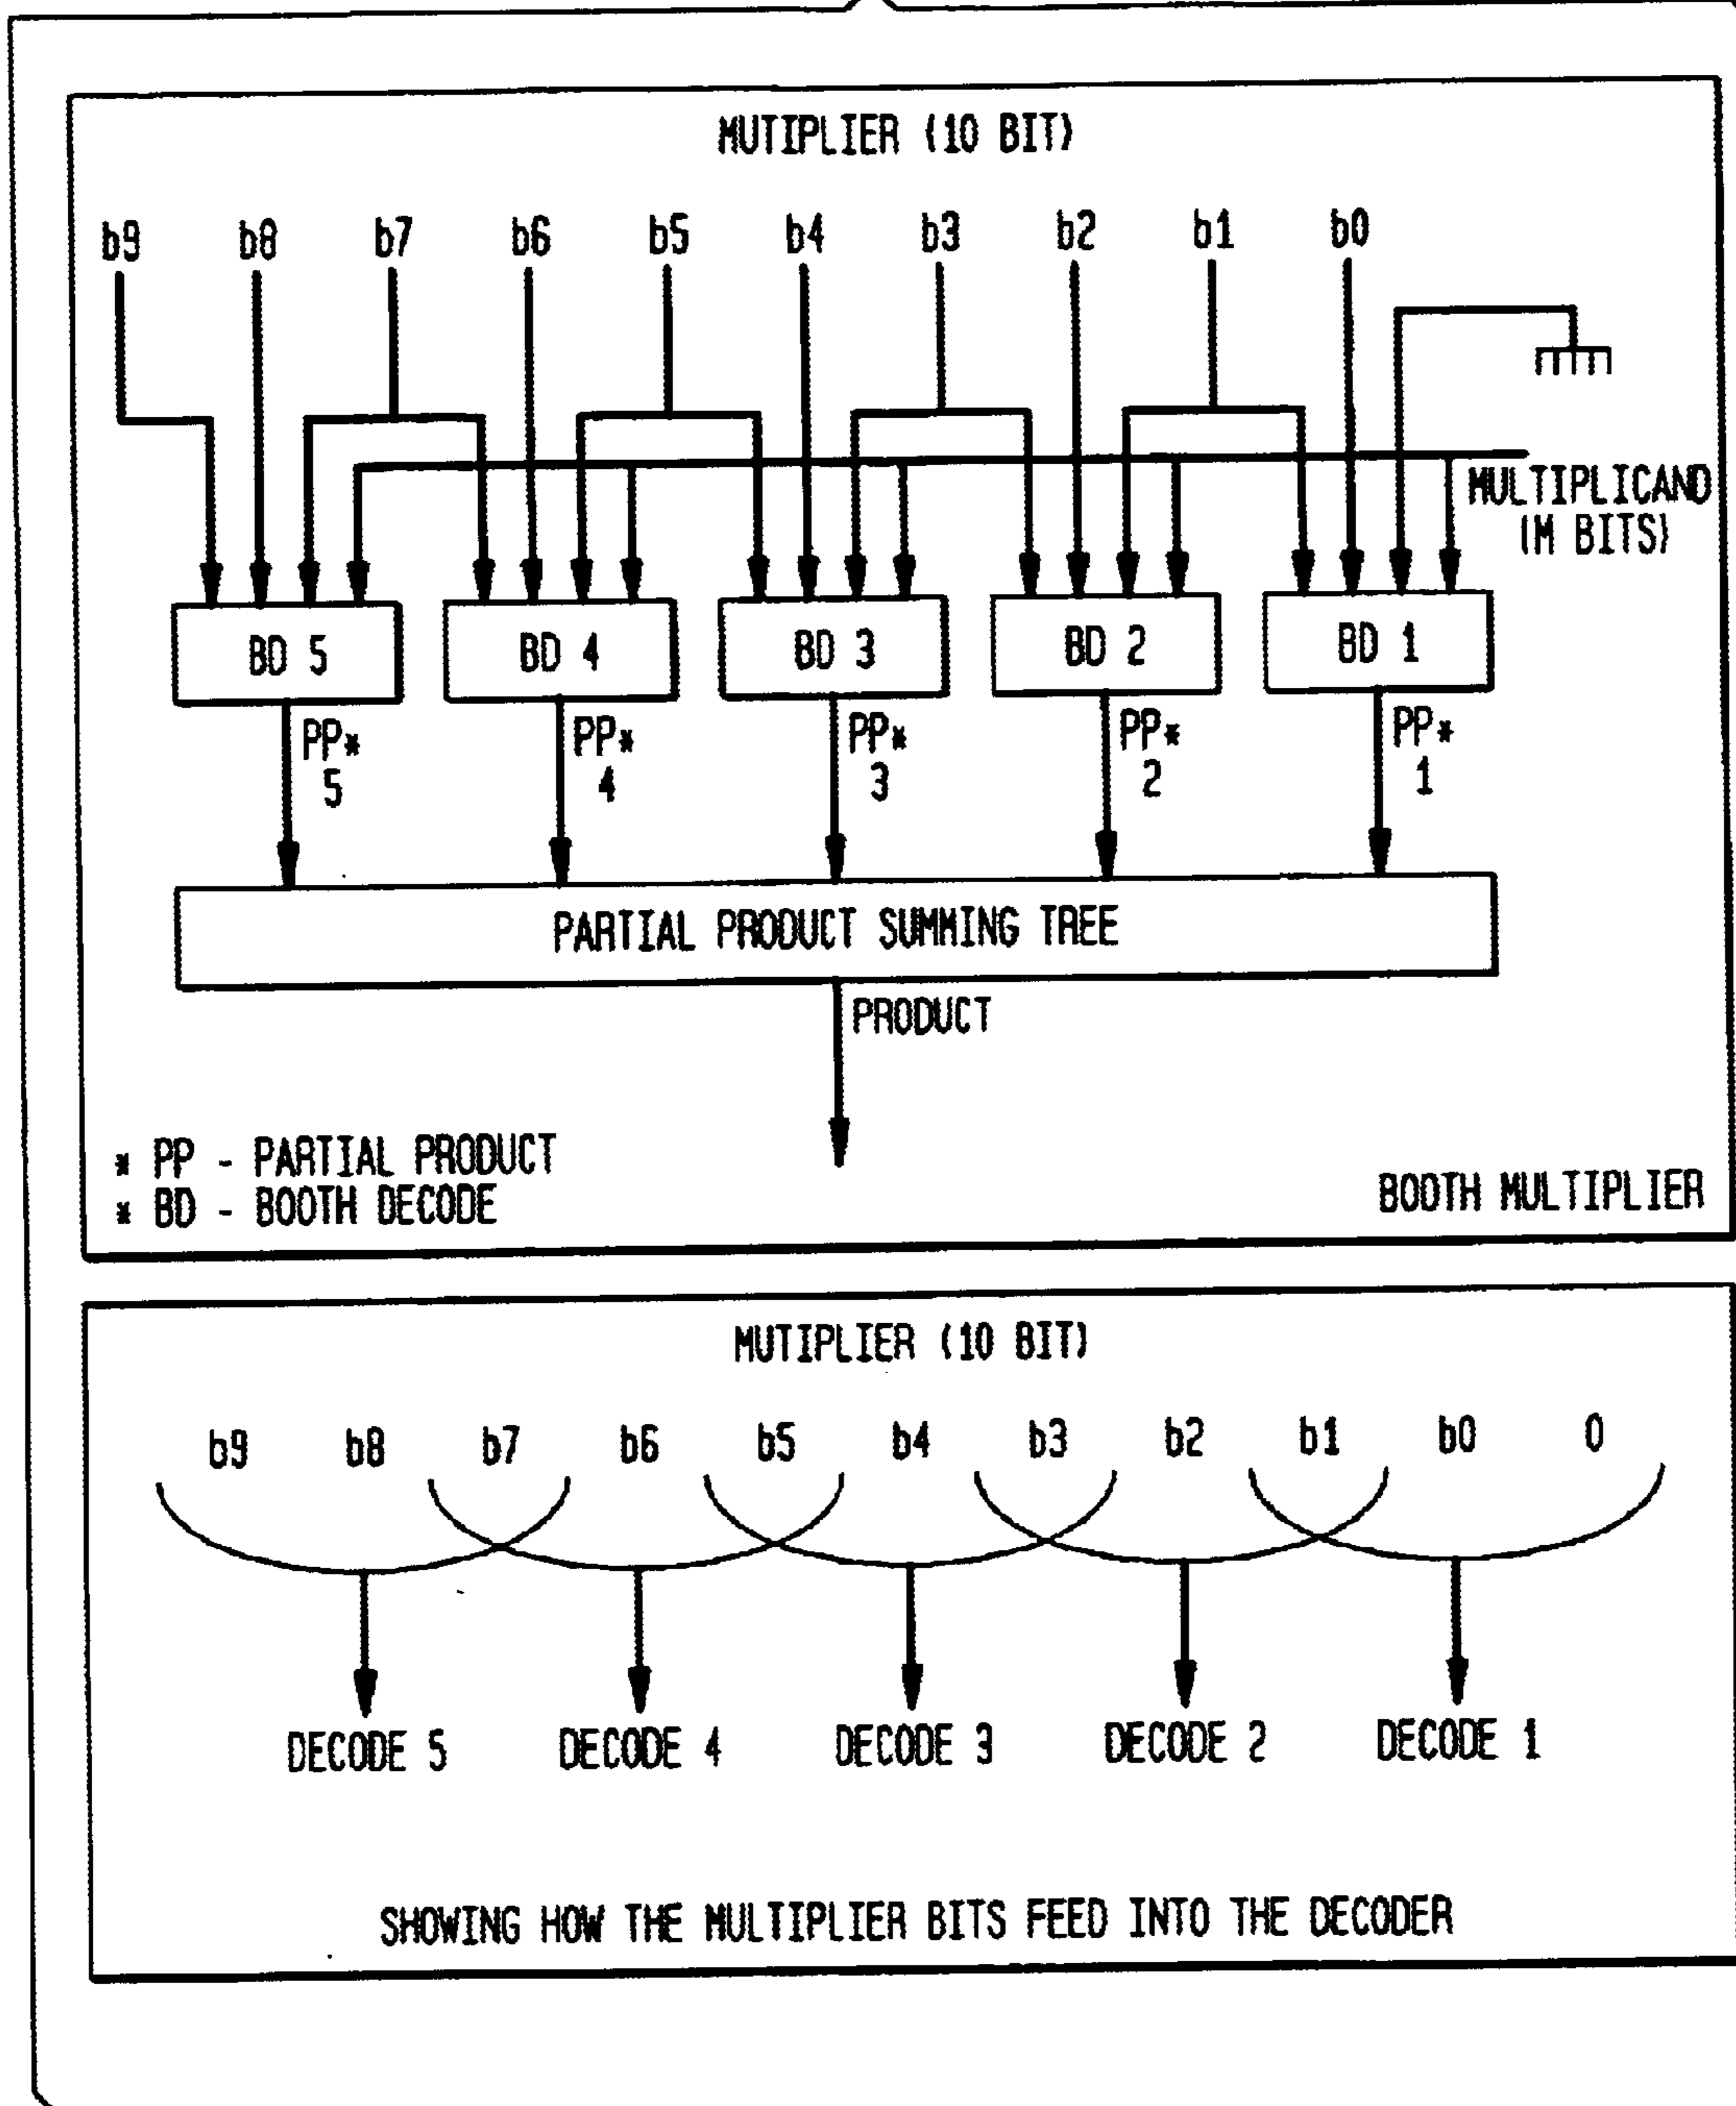 MUTIPLIER (10 BIT)
b9 b8 b7 b6 b5 b4 b3 b2 b1 b0
MULTIPLICAND
(M BITS)
BD 5 BD 4 BD 3 BD 2 BD 1
PP* PP* PP* PP* PP*
5 4 3 2 1
PARTIAL PRODUCT SUMMING TREE
PRODUCT
* PP - PARTIAL PRODUCT
* BD - BOOTH DECODE
BOOTH MULTIPLIER
MUTIPLIER (10 BIT)
b9 b8 b7 b6 b5 b4 b3 b2 b1 b0 0
DECODE 5 DECODE 4 DECODE 3 DECODE 2 DECODE 1
SHOWING HOW THE MULTIPLIER BITS FEED INTO THE DECODER